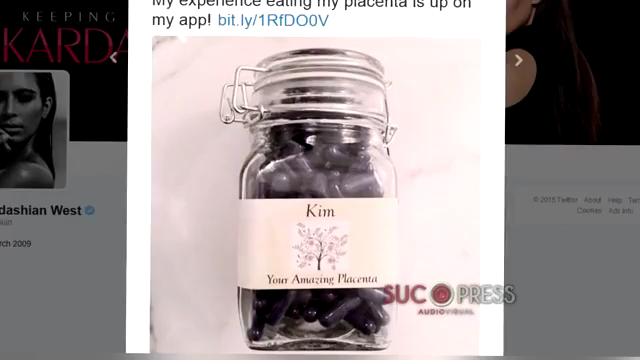 My experience eating my placenta is up on
my app! bit.ly/1RfDO0V
KEEPING
KARDA
dashian West
rch 2009
© 2015 Twitter About Help
Cookies Ads info
Kim
Your Amazing Placenta
SUC PRESS
AUDIOVISUAL